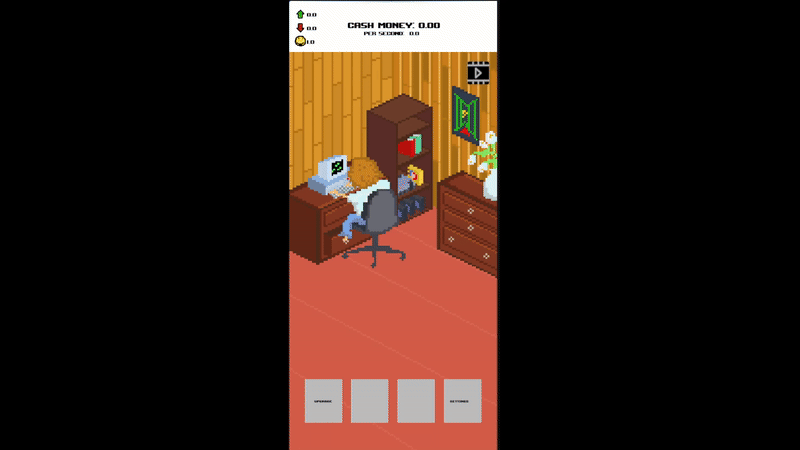 0.0
CASH MONEY: 0.00
0.0
PER SECOND 0.0
1.0
UPGRADE
SETTINGS